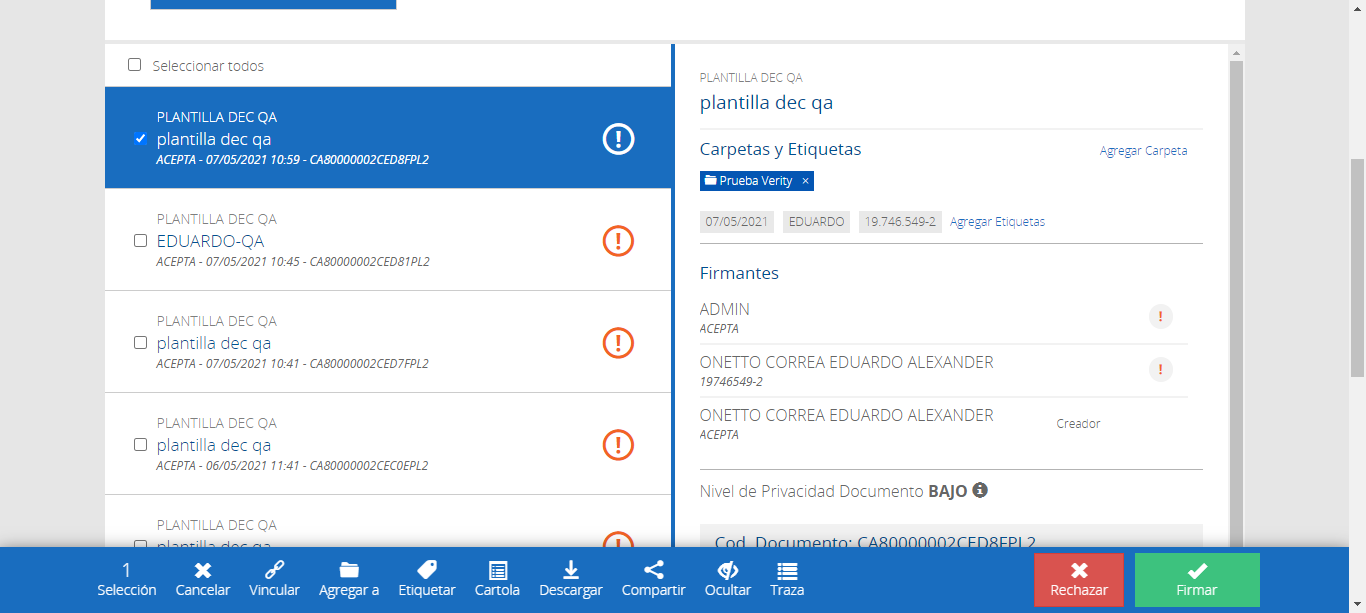 Seleccionar todos
PLANTILLA DEC QA
plantilla dec qa
ACEPTA - 07/05/2021 10:59 - CA80000002CED8FPL2
PLANTILLA DEC QA
EDUARDO-QA
ACEPTA - 07/05/2021 10:45 - CA80000002CED81PL2
PLANTILLA DEC QA
plantilla dec qa
ACEPTA - 07/05/2021 10:41 - CA80000002CED7FPL2
PLANTILLA DEC QA
plantilla dec qa
ACEPTA - 06/05/2021 11:41 - CA80000002CEC0EPL2
PLANTILLA DEC QA
plantilla dec qa
PLANTILLA DEC QA
plantilla dec qa
Carpetas y Etiquetas Agregar Carpeta
Prueba Verity ×
07/05/2021 EDUARDO 19.746.549-2 Agregar Etiquetas
Firmantes
ADMIN
ACEPTA
ONETTO CORREA EDUARDO ALEXANDER
19746549-2
ONETTO CORREA EDUARDO ALEXANDER
ACEPTA
Creador
Nivel de Privacidad Documento BAJO
Cod. Documento: CA80000002CED8FPL2
1
Selección Cancelar Vincular Agregar a Etiquetar Cartola Descargar Compartir Ocultar Traza Rechazar Firmar